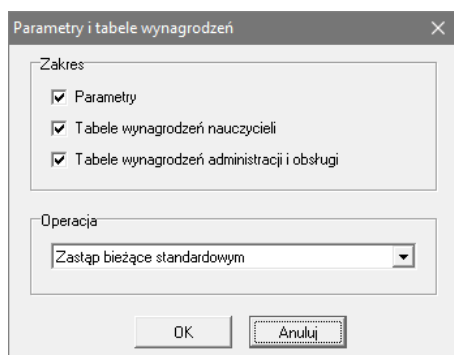 Parametry i tabele wynagrodzeń
Zakres
Parametry
Tabele wynagrodzeń nauczycieli
Tabele wynagrodzeń administracji i obsługi
Operacja
Zastąp bieżące standardowym
OK
Anuluj